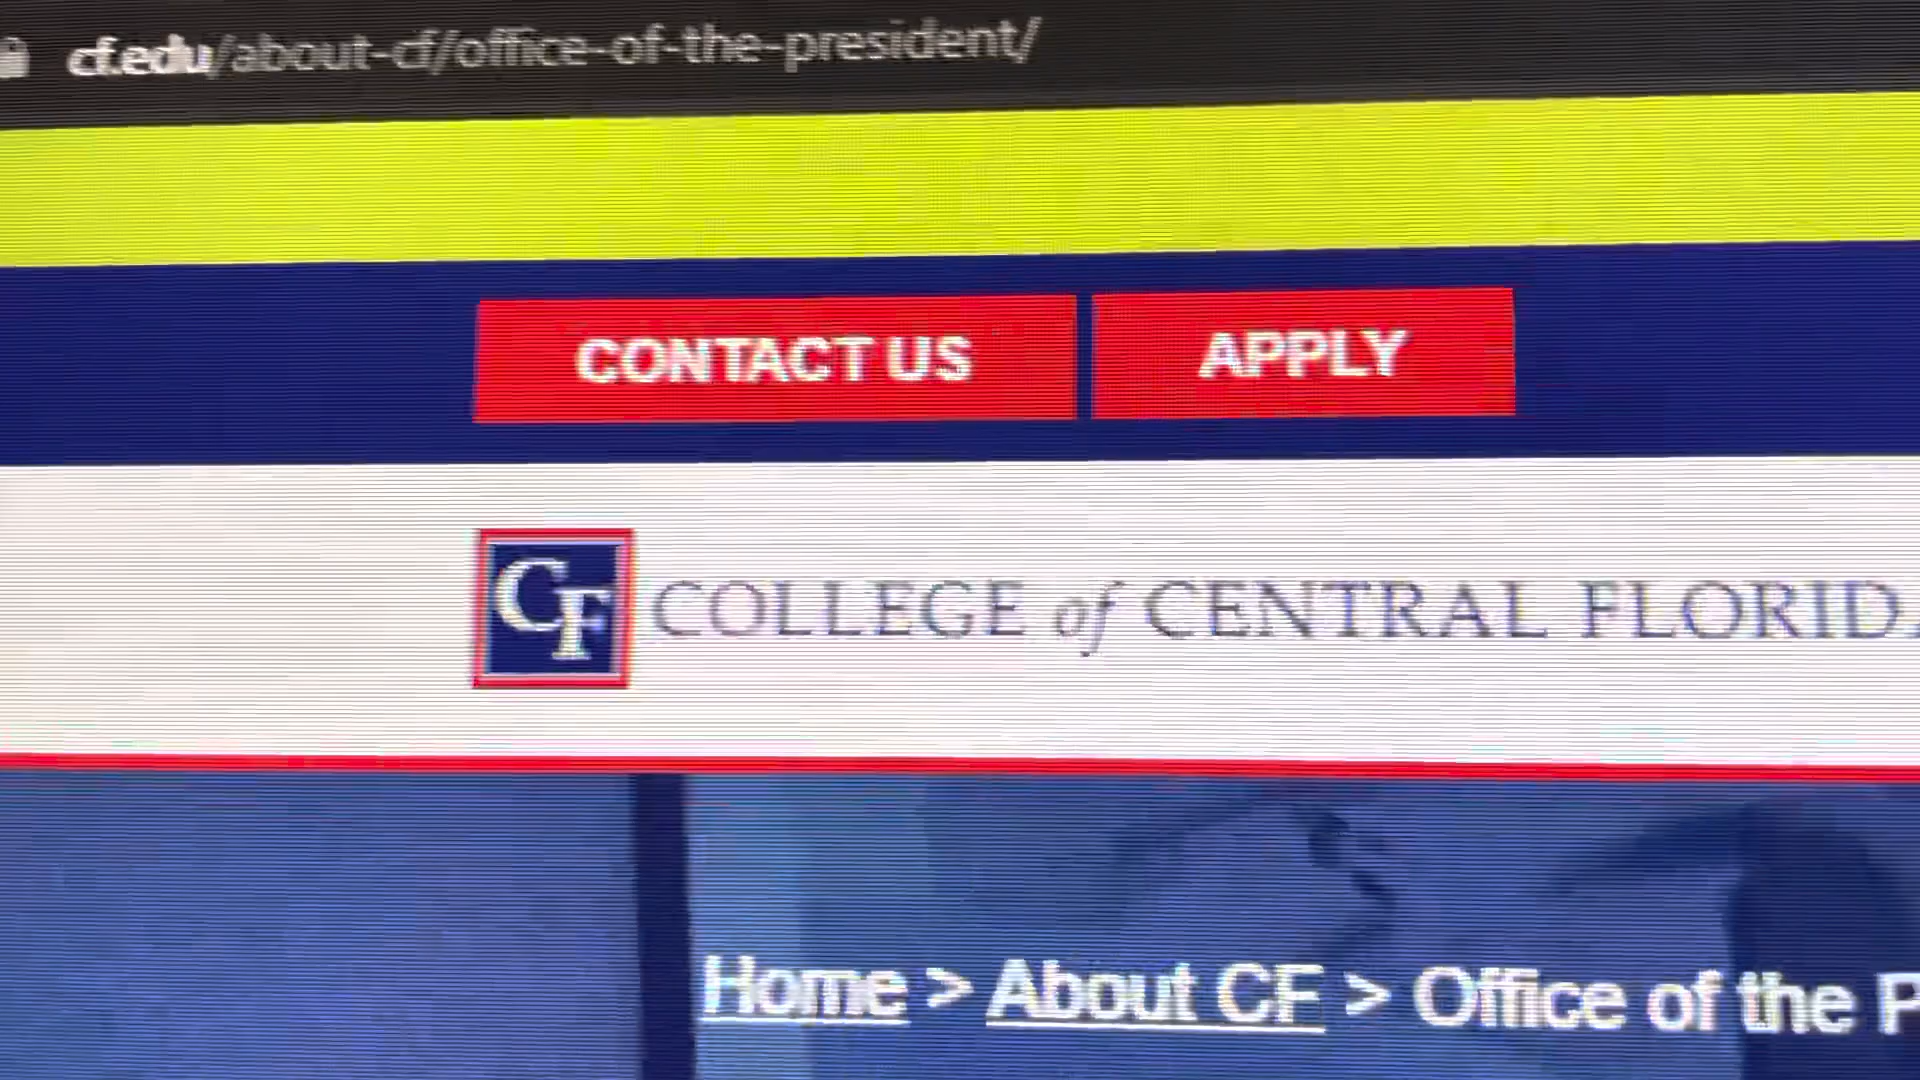 cf.edu/about-cf/office-of-the-president/
CONTACT US
APPLY
CF
COLLEGE of CENTRAL FLORID
Home > About CF > Office of the P